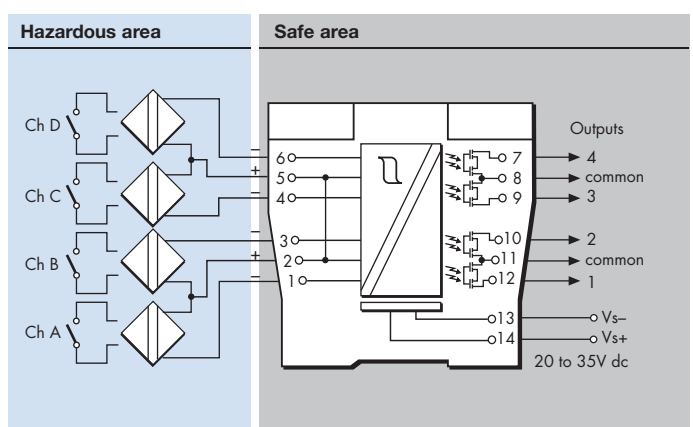 Hazardous area
Safe area
Ch D
Ch C
Ch B
Ch A
–
6
+
5
–
4
–
3
+
2
–
1
Outputs
7 4
8 common
9 3
10 2
11 common
12 1
13 Vs–
14 Vs+
20 to 35V dc